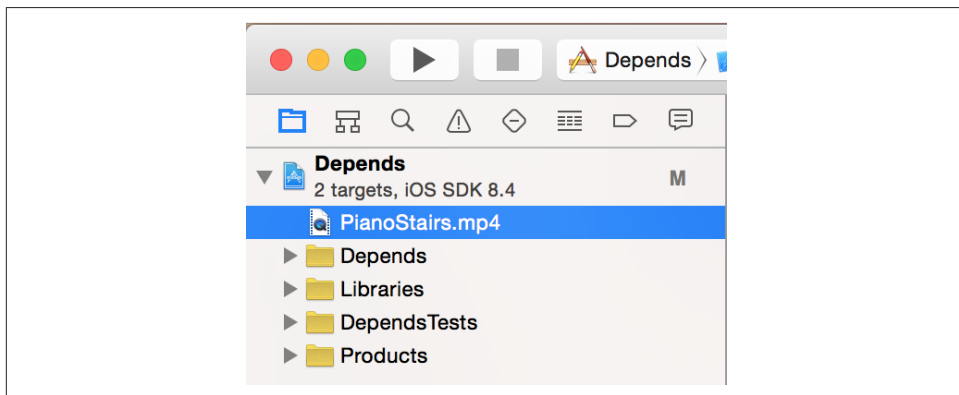 Depends
Depends
2 targets, iOS SDK 8.4
M
PianoStairs.mp4
Depends
Libraries
DependsTests
Products